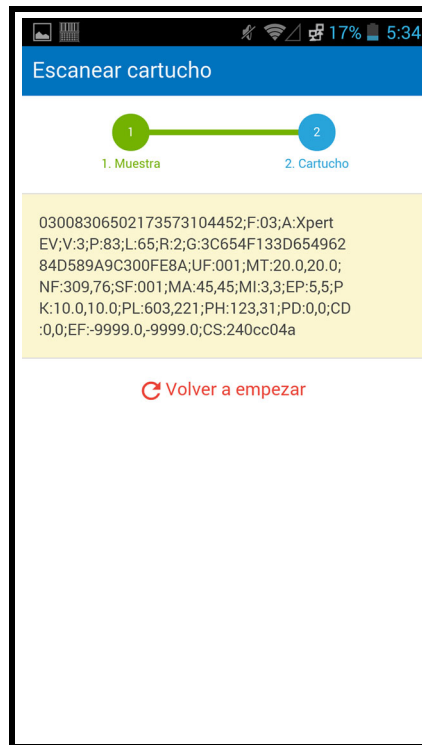 17% 5:34
Escanear cartucho
1 2
1. Muestra 2. Cartucho
03008306502173573104452;F:03;A:Xpert
EV;V:3;P:83;L:65;R:2;G:3C654F133D654962
84D589A9C300FE8A;UF:001;MT:20.0,20.0;
NF:309,76;SF:001;MA:45,45;MI:3,3;EP:5,5;P
K:10.0,10.0;PL:603,221;PH:123,31;PD:0,0;CD
:0,0;EF:-9999.0,-9999.0;CS:240cc04a
Volver a empezar